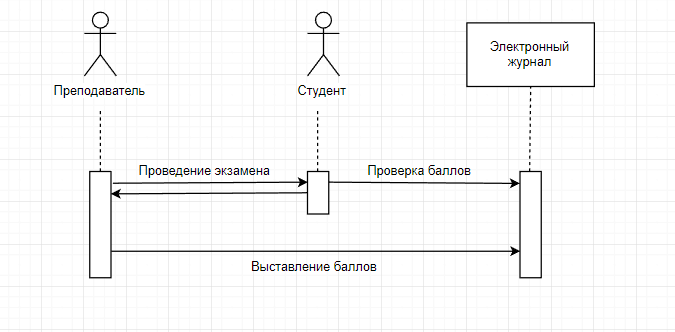 Преподаватель
Студент
Электронный
журнал
Проведение экзамена
Проверка баллов
Выставление баллов